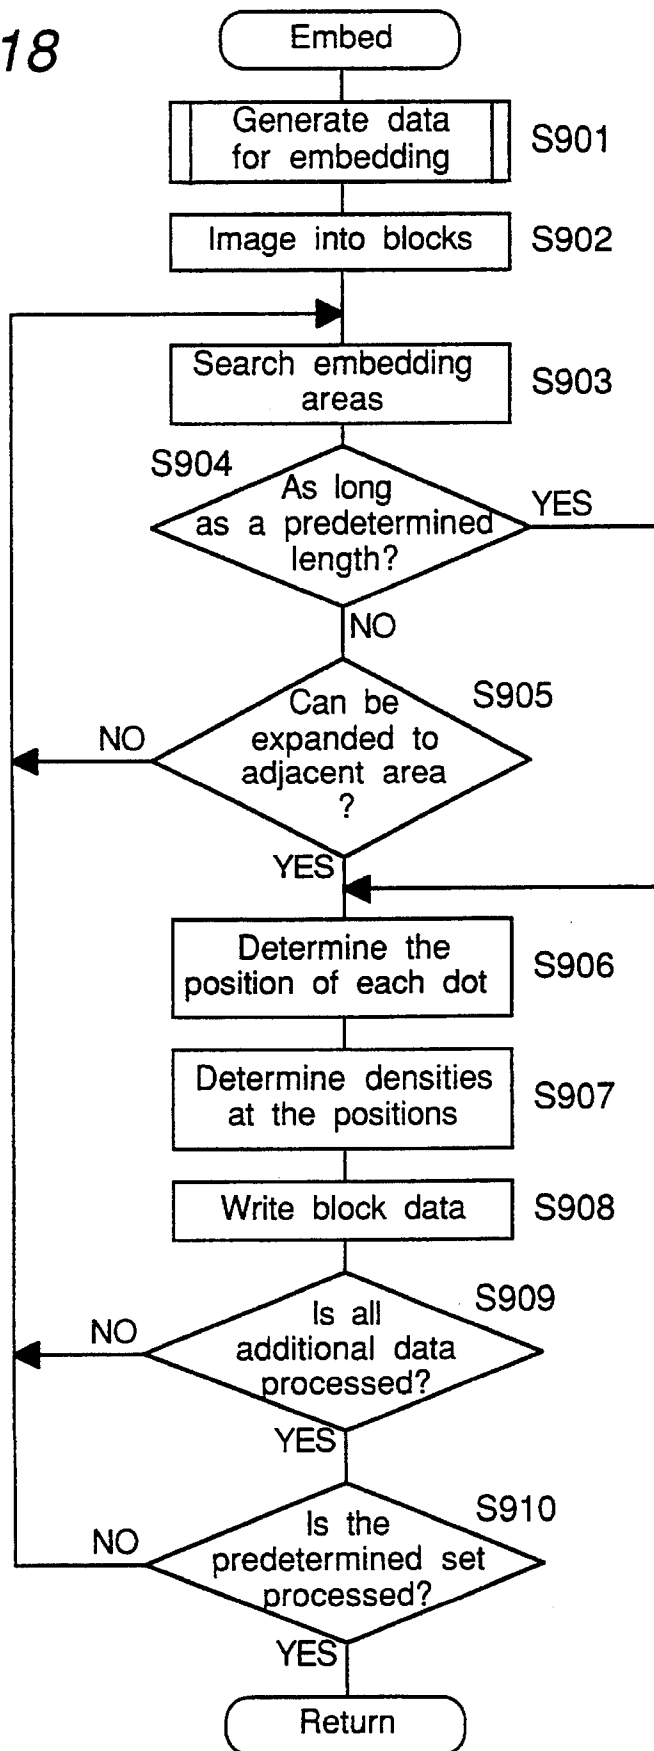 18
Embed
Generate data
for embedding
S901
Image into blocks
S902
Search embedding
areas
S903
S904
As long
as a predetermined
length?
YES
NO
S905
Can be
expanded to
adjacent area
?
NO
YES
Determine the
position of each dot
S906
Determine densities
at the positions
S907
Write block data
S908
S909
Is all
additional data
processed?
NO
YES
S910
Is the
predetermined set
processed?
NO
YES
Return